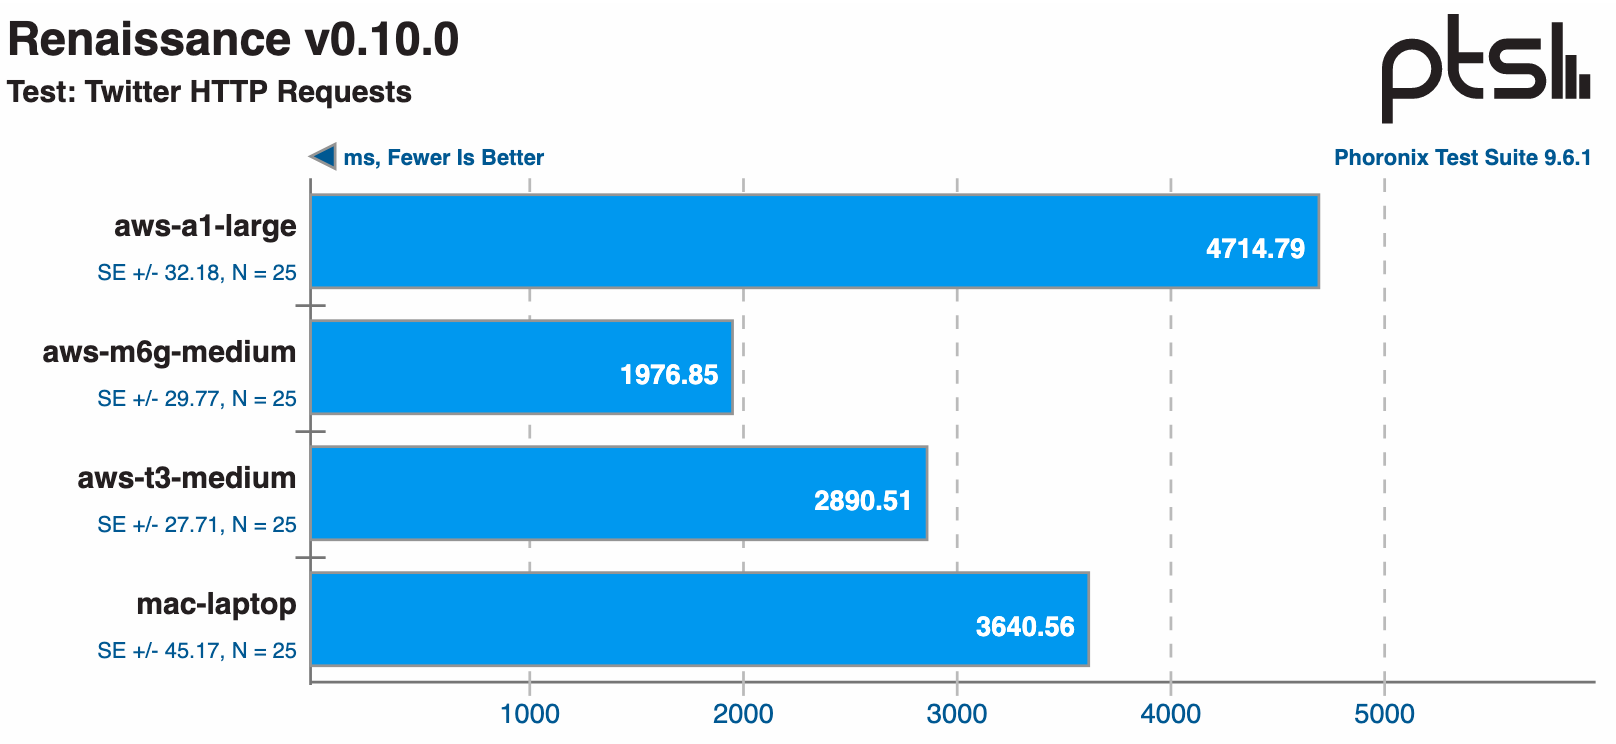 Renaissance v0.10.0
Test: Twitter HTTP Requests
ptsl
ms, Fewer Is Better
Phoronix Test Suite 9.6.1
aws-a1-large
SE +/- 32.18, N = 25
4714.79
aws-m6g-medium
SE +/- 29.77, N = 25
1976.85
aws-t3-medium
SE +/- 27.71, N = 25
2890.51
mac-laptop
SE +/- 45.17, N = 25
3640.56
1000 2000 3000 4000 5000